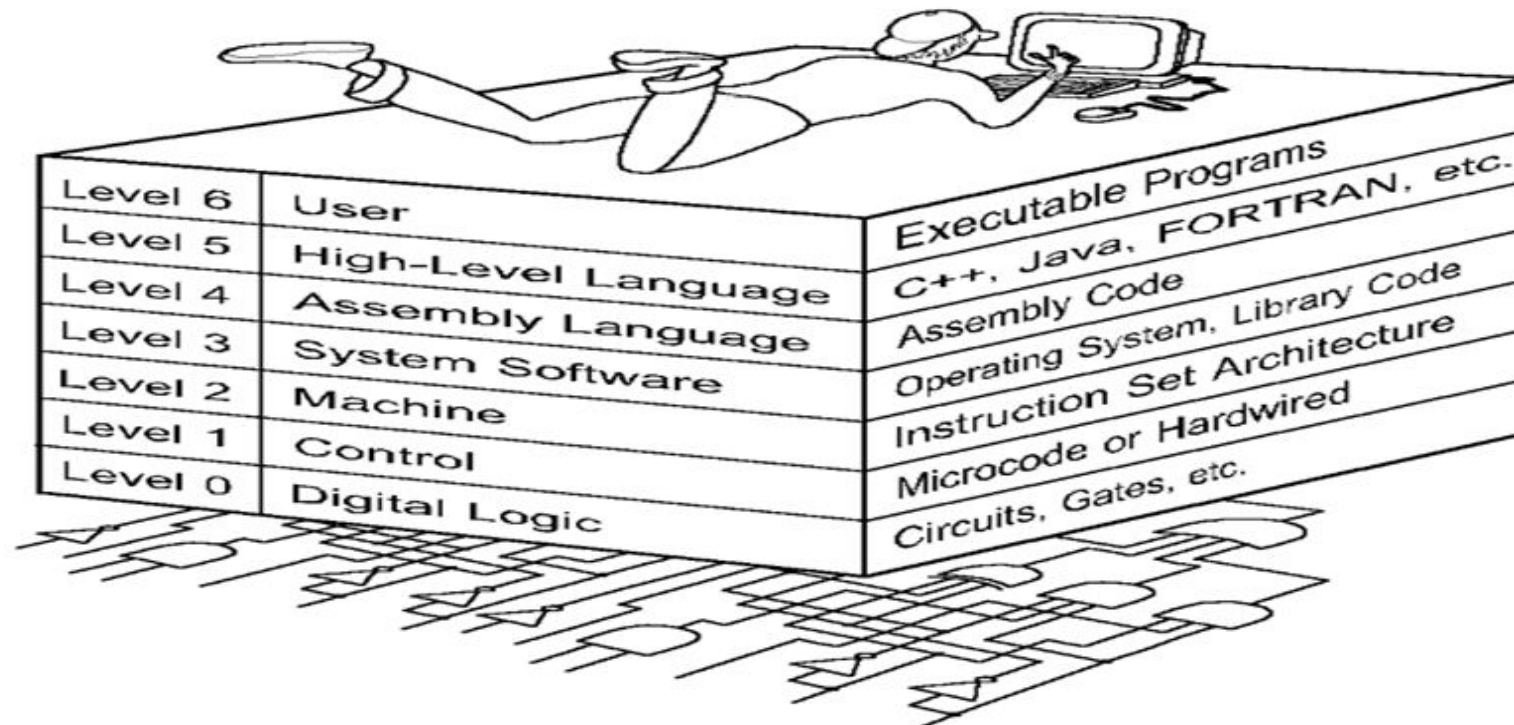 Level 6 User Executable Programs
Level 5 High-Level Language C++, Java, FORTRAN, etc.
Level 4 Assembly Language Assembly Code
Level 3 System Software Operating System, Library Code
Level 2 Machine Instruction Set Architecture
Level 1 Control Microcode or Hardwired
Level 0 Digital Logic Circuits, Gates, etc.